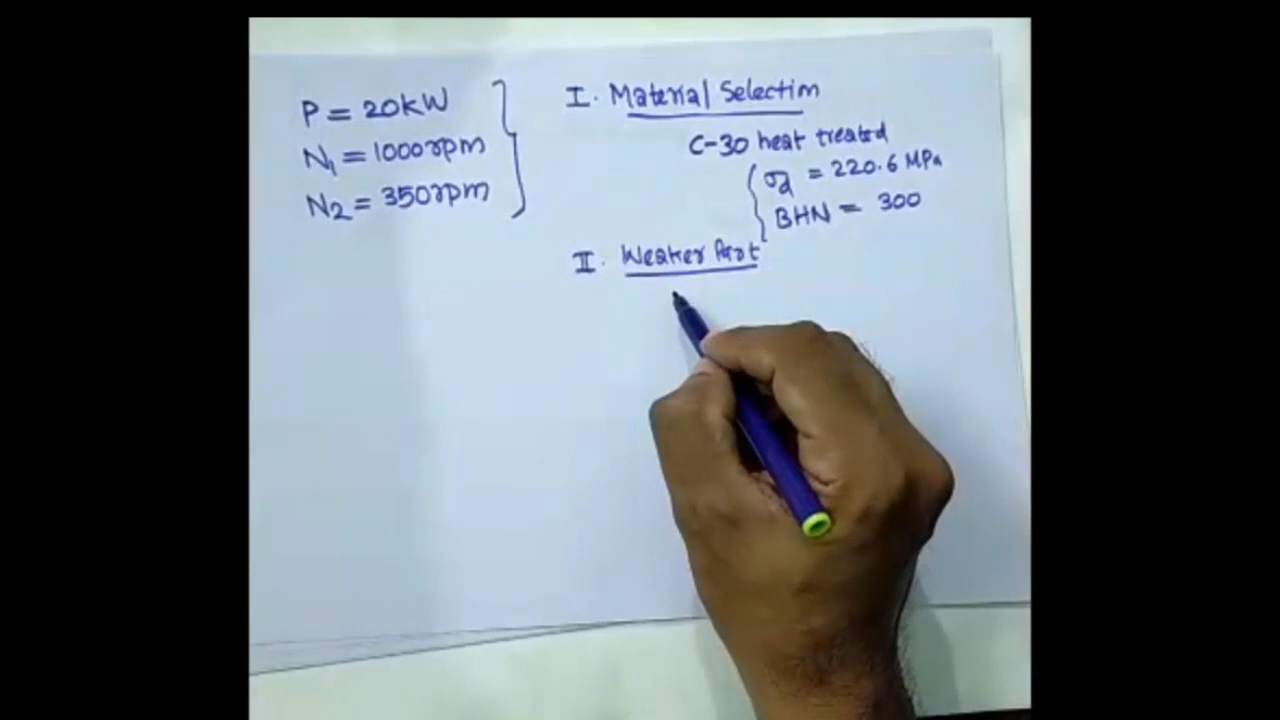 P = 20kW
N₁ = 1000rpm
N₂ = 350rpm
I. Material Selection
C-30 heat treated
σd = 220.6 MPa
BHN = 300
II. Weaker Part